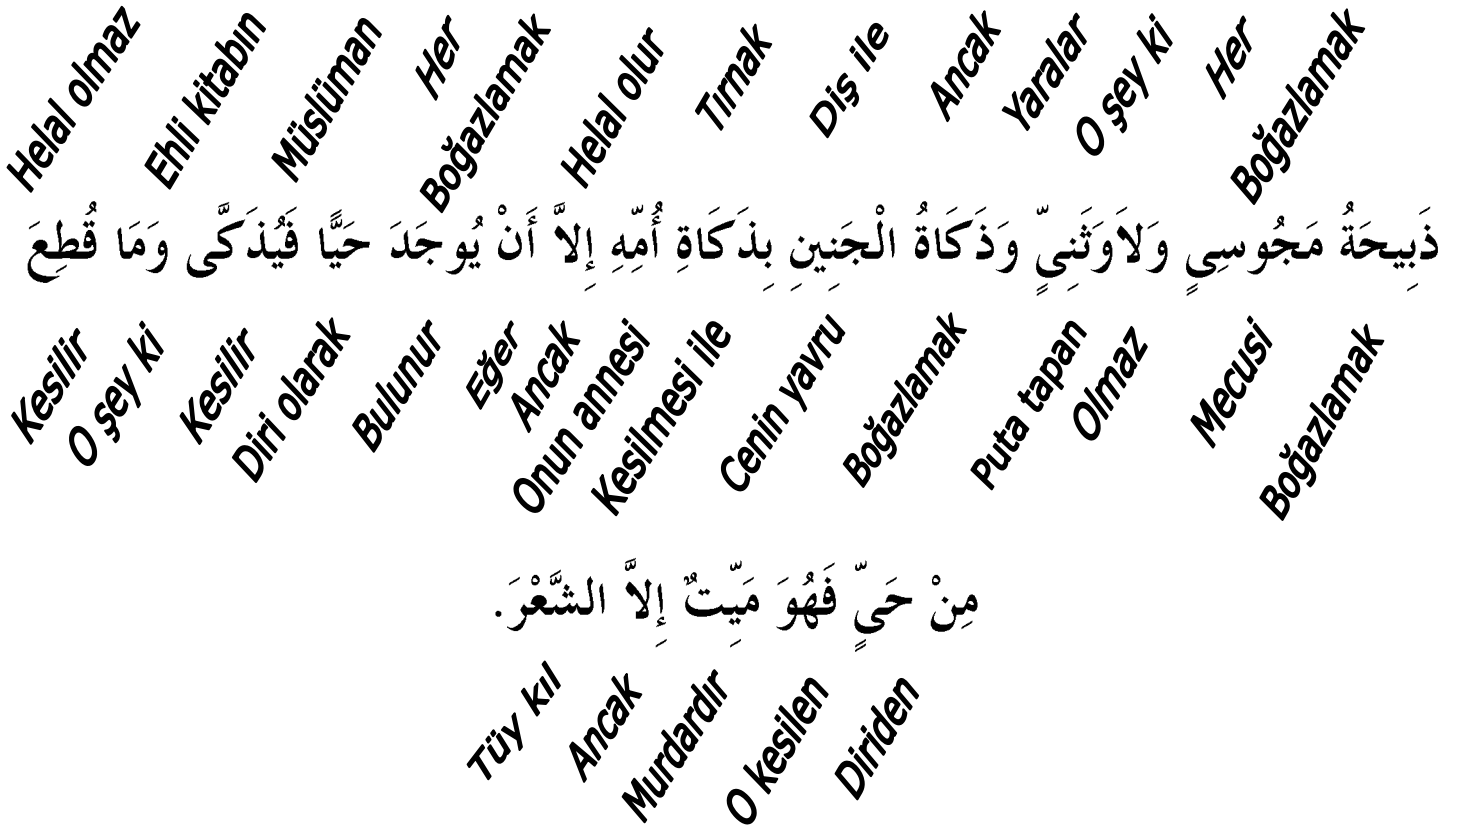 Helal olmaz Ehli kitabın Müslüman Her Boğazlamak Helal olur Tırnak Diş ile Ancak Yaralar O şey ki Her Boğazlamak
ذَبِيحَةُ مَجُوسِيٍ وَلاَوَثَنِيٍّ وَذَكَاةُ الْجَنِينِ بِذَكَاةِ أُمِّهِ إِلاَّ أَنْ يُوجَدَ حَيًّا فَيُذَكَّى وَمَا قُطِعَ
Kesilir O şey ki Kesilir Diri olarak Bulunur Eğer Ancak Onun annesi Kesilmesi ile Cenin yavru Boğazlamak Puta tapan Olmaz Mecusi Boğazlamak
مِنْ حَيٍّ فَهُوَ مَيِّتٌ إِلاَّ الشَّعْرَ.
Tüy kıl Ancak Murdardır O kesilen Diriden